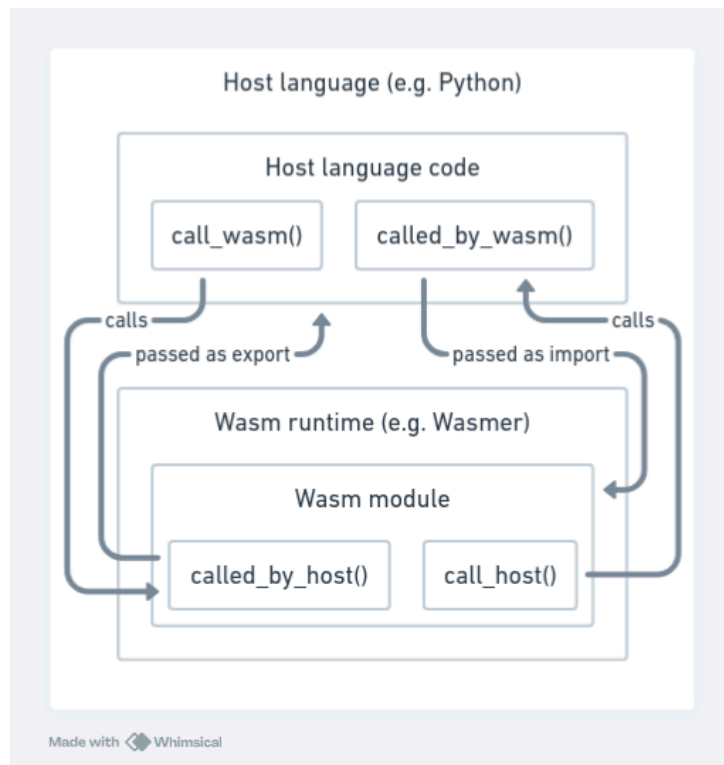 Host language (e.g. Python)
Host language code
call_wasm()
called_by_wasm()
calls
calls
passed as export
passed as import
Wasm runtime (e.g. Wasmer)
Wasm module
called_by_host()
call_host()
Made with Whimsical